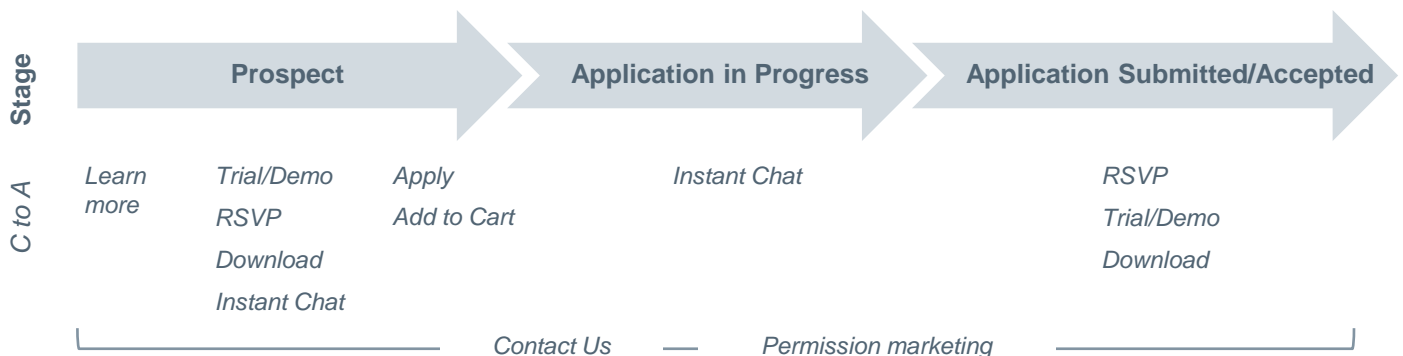 Stage
Prospect
Application in Progress
Application Submitted/Accepted
C to A
Learn
more
Trial/Demo
RSVP
Download
Instant Chat
Apply
Add to Cart
Instant Chat
RSVP
Trial/Demo
Download
Contact Us
Permission marketing